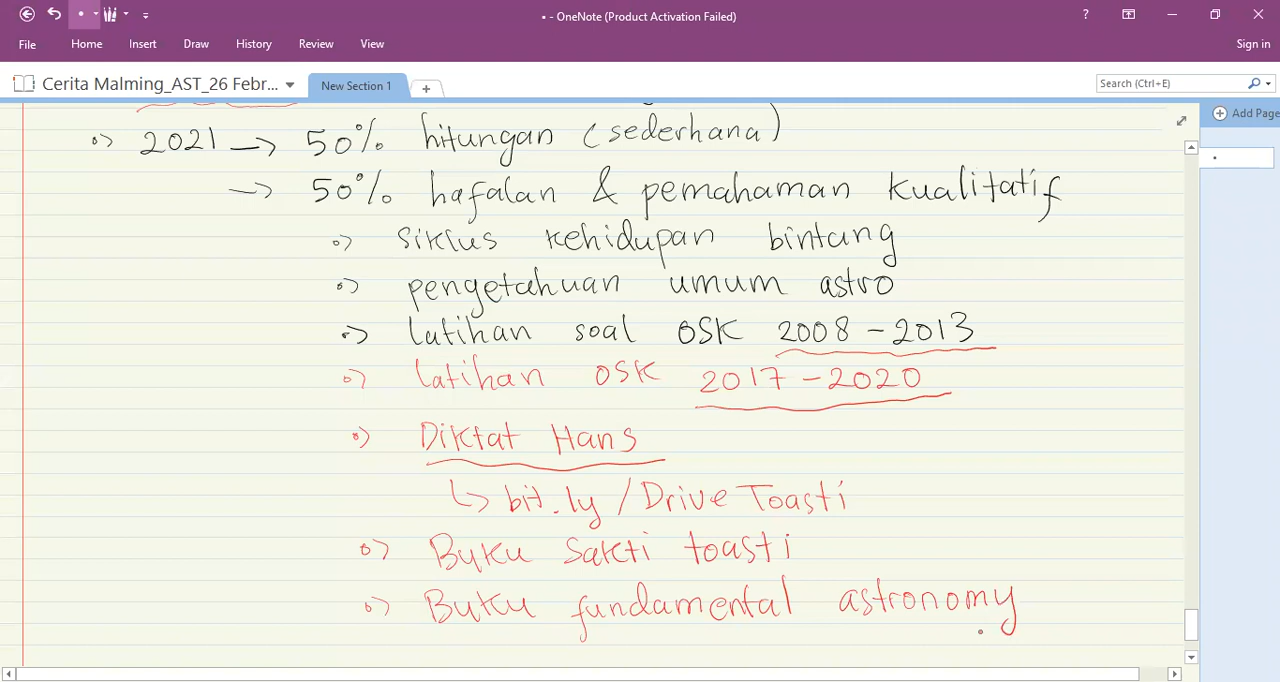 - OneNote (Product Activation Failed)
?
File Home Insert Draw History Review View Sign in
Cerita Malming_AST_26 Febr... New Section 1 Search (Ctrl+E)
Add Page
2021 → 50% hitungan (sederhana)
→ 50% hafalan & pemahaman kualitatif
siklus kehidupan bintang
pengetahuan umum astro
latihan soal OSK 2008 - 2013
latihan OSK 2017 - 2020
Diktat Hans
↳ bit.ly/DriveToasti
Buku sakti toasti
Buku fundamental astronomy